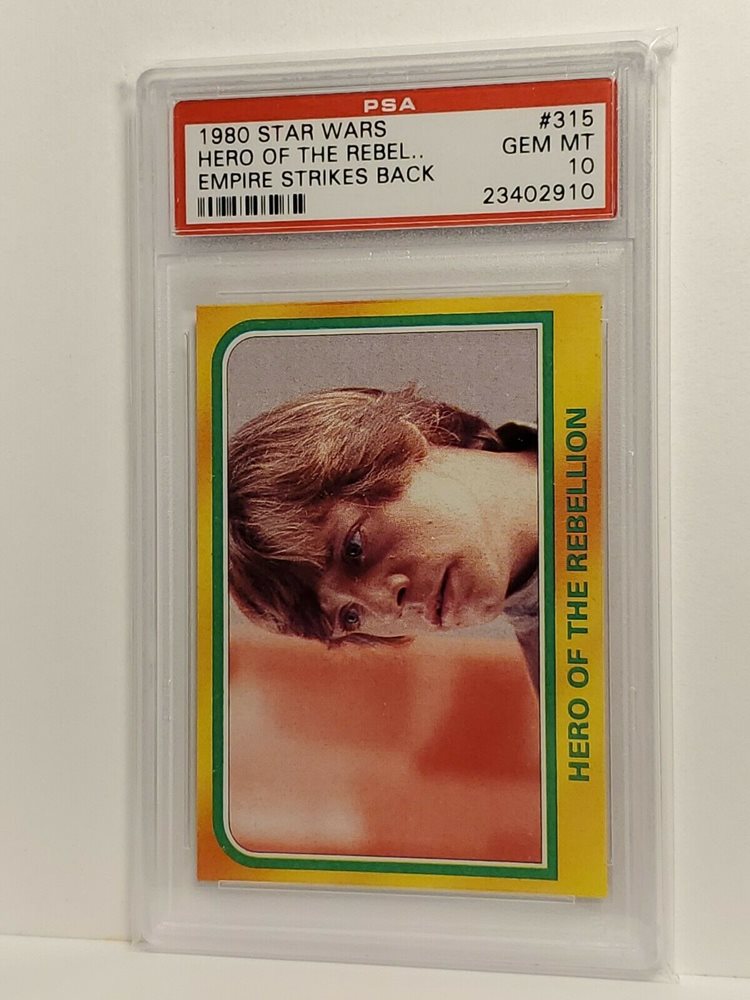 PSA
1980 STAR WARS #315
HERO OF THE REBEL.. GEM MT
EMPIRE STRIKES BACK 10
23402910
HERO OF THE REBELLION